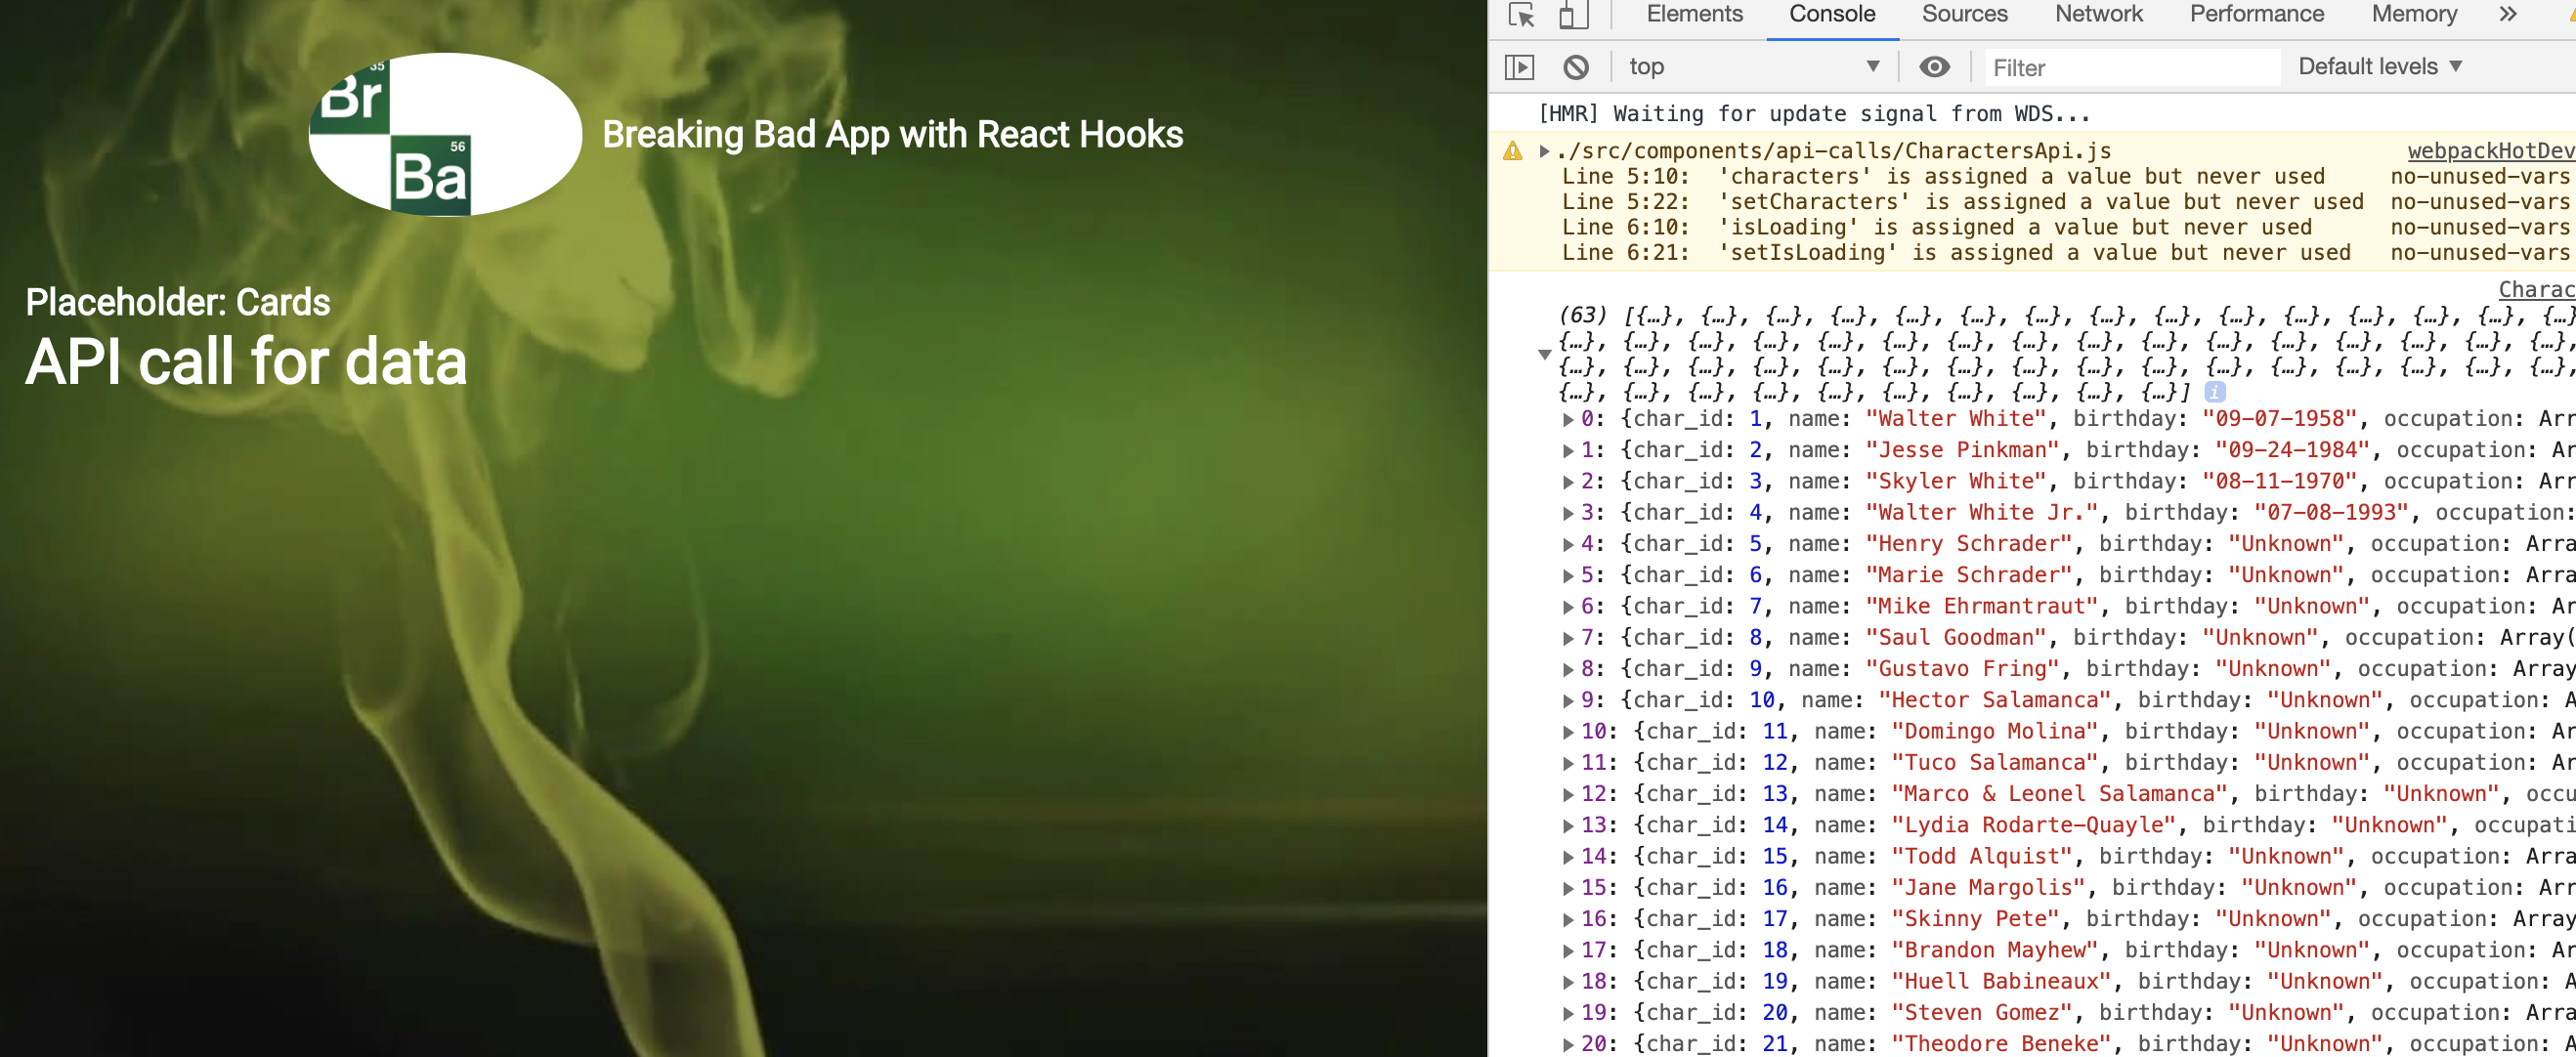 35
Br
56
Ba
Breaking Bad App with React Hooks
Placeholder: Cards
API call for data
Elements Console Sources Network Performance Memory »
top ▼ Filter Default levels ▼
[HMR] Waiting for update signal from WDS...
./src/components/api-calls/CharactersApi.js webpackHotDev
Line 5:10: 'characters' is assigned a value but never used no-unused-vars
Line 5:22: 'setCharacters' is assigned a value but never used no-unused-vars
Line 6:10: 'isLoading' is assigned a value but never used no-unused-vars
Line 6:21: 'setIsLoading' is assigned a value but never used no-unused-vars
Charac
(63) [{…}, {…}, {…}, {…}, {…}, {…}, {…}, {…}, {…}, {…}, {…}, {…}, {…}, {…}, {…}
{…}, {…}, {…}, {…}, {…}, {…}, {…}, {…}, {…}, {…}, {…}, {…}, {…}, {…}, {…}, {…},
{…}, {…}, {…}, {…}, {…}, {…}, {…}, {…}, {…}, {…}, {…}, {…}, {…}, {…}, {…}, {…},
{…}, {…}, {…}, {…}, {…}, {…}, {…}, {…}, {…}, {…}] i
0: {char_id: 1, name: "Walter White", birthday: "09-07-1958", occupation: Arr
1: {char_id: 2, name: "Jesse Pinkman", birthday: "09-24-1984", occupation: Ar
2: {char_id: 3, name: "Skyler White", birthday: "08-11-1970", occupation: Arr
3: {char_id: 4, name: "Walter White Jr.", birthday: "07-08-1993", occupation:
4: {char_id: 5, name: "Henry Schrader", birthday: "Unknown", occupation: Arra
5: {char_id: 6, name: "Marie Schrader", birthday: "Unknown", occupation: Arra
6: {char_id: 7, name: "Mike Ehrmantraut", birthday: "Unknown", occupation: Ar
7: {char_id: 8, name: "Saul Goodman", birthday: "Unknown", occupation: Array(
8: {char_id: 9, name: "Gustavo Fring", birthday: "Unknown", occupation: Array
9: {char_id: 10, name: "Hector Salamanca", birthday: "Unknown", occupation: A
10: {char_id: 11, name: "Domingo Molina", birthday: "Unknown", occupation: Ar
11: {char_id: 12, name: "Tuco Salamanca", birthday: "Unknown", occupation: Ar
12: {char_id: 13, name: "Marco & Leonel Salamanca", birthday: "Unknown", occu
13: {char_id: 14, name: "Lydia Rodarte-Quayle", birthday: "Unknown", occupati
14: {char_id: 15, name: "Todd Alquist", birthday: "Unknown", occupation: Arra
15: {char_id: 16, name: "Jane Margolis", birthday: "Unknown", occupation: Arr
16: {char_id: 17, name: "Skinny Pete", birthday: "Unknown", occupation: Array
17: {char_id: 18, name: "Brandon Mayhew", birthday: "Unknown", occupation: Ar
18: {char_id: 19, name: "Huell Babineaux", birthday: "Unknown", occupation: A
19: {char_id: 20, name: "Steven Gomez", birthday: "Unknown", occupation: Arra
20: {char_id: 21, name: "Theodore Beneke", birthday: "Unknown", occupation: A